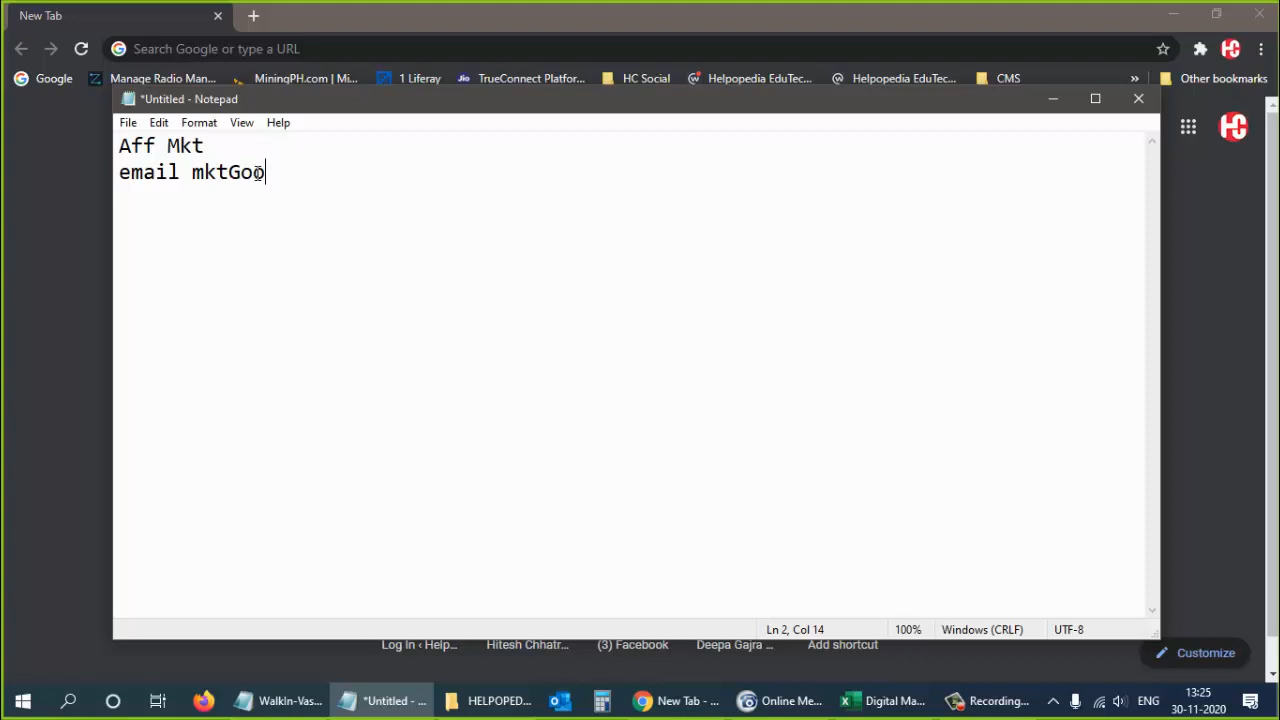 New Tab
Search Google or type a URL
Google
Manage Radio Man...
MiningPH.com | Mi...
1 Liferay
TrueConnect Platfor...
HC Social
Helpopedia EduTec...
Helpopedia EduTec...
CMS
»
Other bookmarks
*Untitled - Notepad
File Edit Format View Help
Aff Mkt
email mktGoo
Ln 2, Col 14
100%
Windows (CRLF)
UTF-8
Log In ‹ Help...
Hitesh Chhatr...
(3) Facebook
Deepa Gajra ...
Add shortcut
Customize
WalkIn-Vas...
*Untitled - ...
HELPOPED...
New Tab - ...
Online Me...
Digital Ma...
Recording...
ENG
13:25
30-11-2020